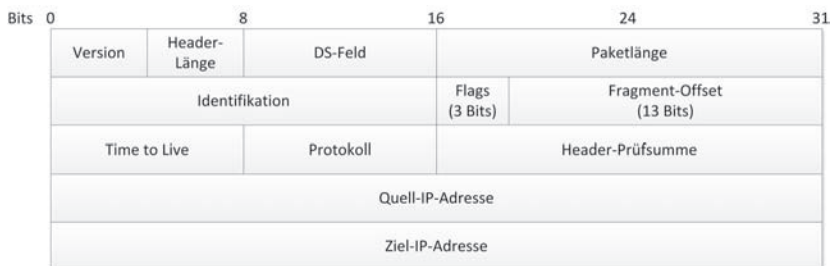 Bits 0 8 16 24 31
Version
Header-
Länge
DS-Feld
Paketlänge
Identifikation
Flags
(3 Bits)
Fragment-Offset
(13 Bits)
Time to Live
Protokoll
Header-Prüfsumme
Quell-IP-Adresse
Ziel-IP-Adresse